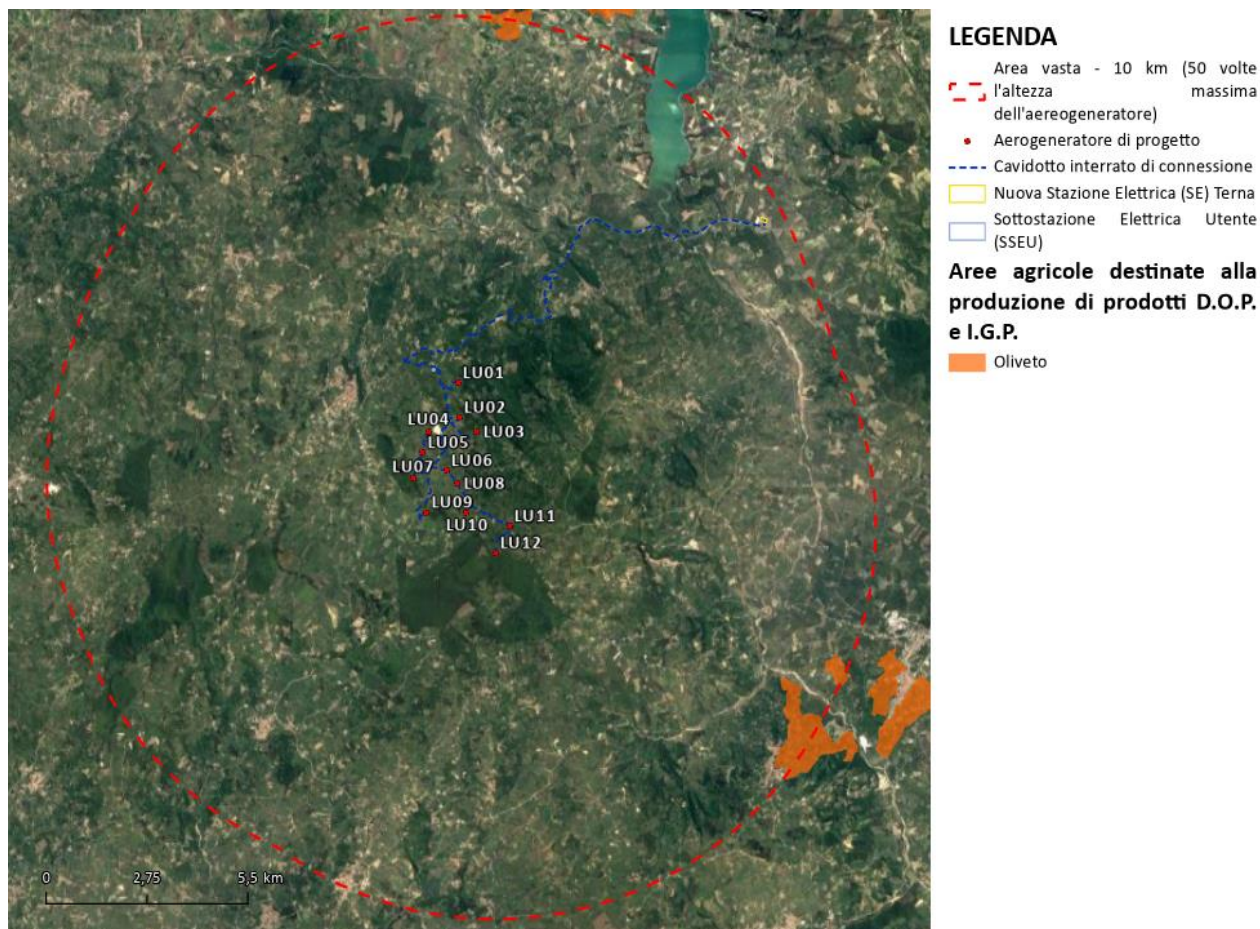 LEGENDA
Area vasta - 10 km (50 volte
l'altezza massima
dell'aereogeneratore)
Aerogeneratore di progetto
Cavidotto interrato di connessione
Nuova Stazione Elettrica (SE) Terna
Sottostazione Elettrica Utente
(SSEU)
Aree agricole destinate alla
produzione di prodotti D.O.P.
e I.G.P.
Oliveto
LU01
LU02
LU04
LU03
LU05
LU06
LU07
LU08
LU09
LU10
LU11
LU12
0 2,75 5,5 km